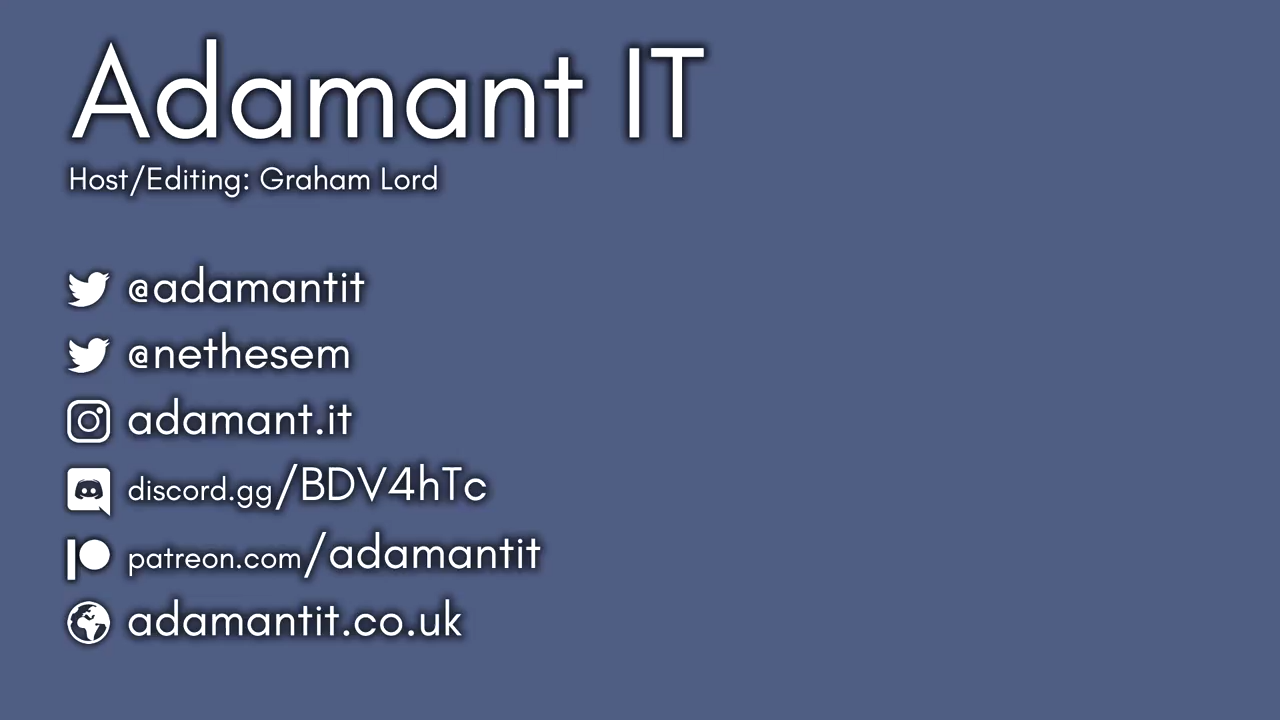 Adamant IT
Host/Editing: Graham Lord
@adamantit
@nethesem
adamant.it
discord.gg/BDV4hTc
patreon.com/adamantit
adamantit.co.uk